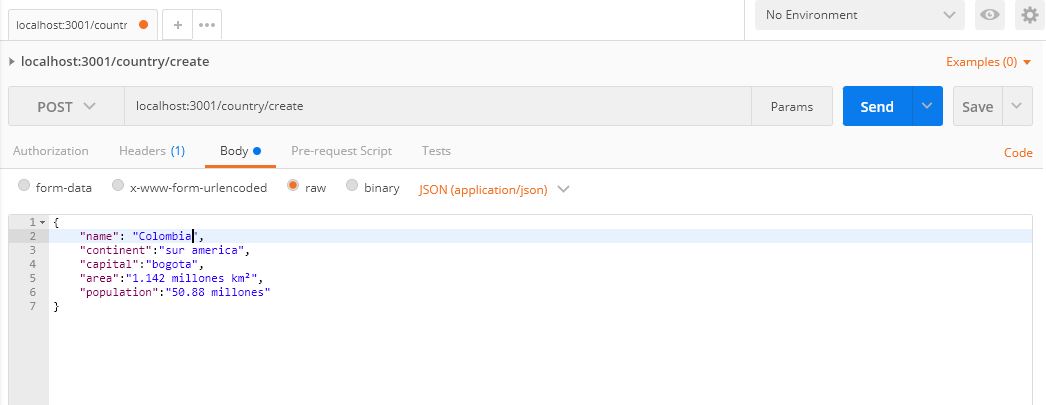 localhost:3001/countr + ••• No Environment
localhost:3001/country/create Examples (0)
POST localhost:3001/country/create Params Send Save
Authorization Headers (1) Body Pre-request Script Tests Code
form-data x-www-form-urlencoded raw binary JSON (application/json)
1 {
2 "name": "Colombia",
3 "continent":"sur america",
4 "capital":"bogota",
5 "area":"1.142 millones km²",
6 "population":"50.88 millones"
7 }